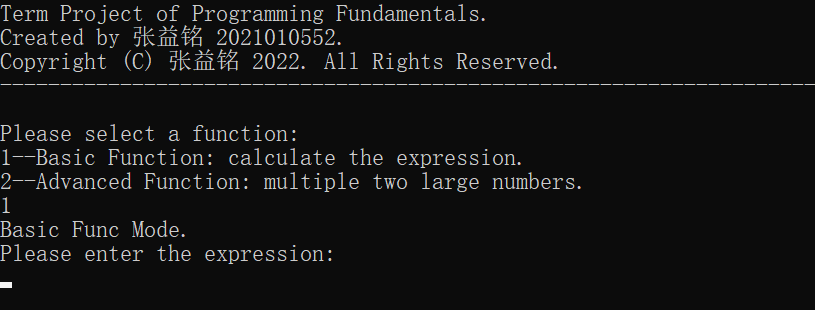 Term Project of Programming Fundamentals.
Created by 张益铭 2021010552.
Copyright (C) 张益铭 2022. All Rights Reserved.
--------------------------------------------------------------------
Please select a function:
1--Basic Function: calculate the expression.
2--Advanced Function: multiple two large numbers.
1
Basic Func Mode.
Please enter the expression: